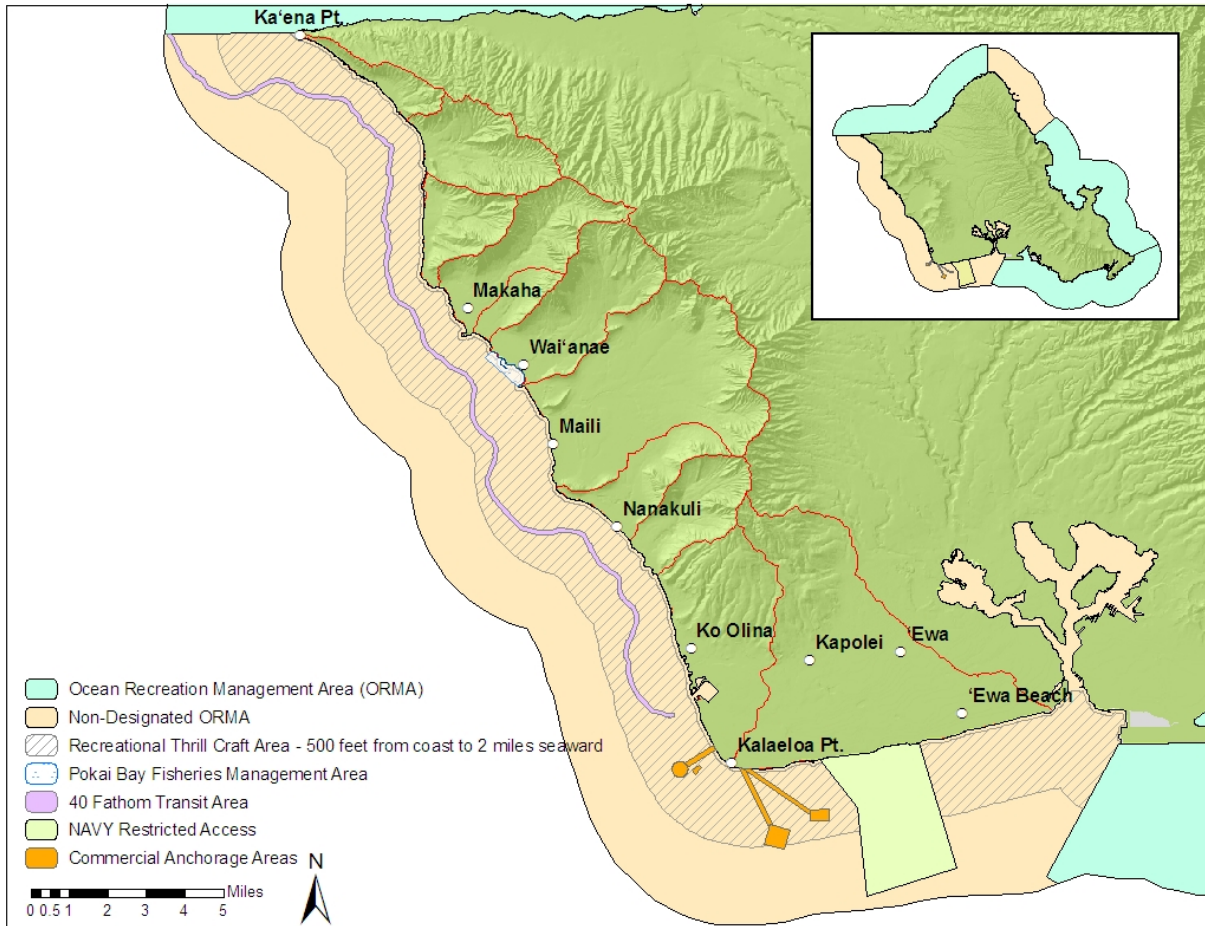 Ka‘ena Pt.
Makaha
Wai‘anae
Maili
Nanakuli
Ko Olina
Kapolei
‘Ewa
‘Ewa Beach
Kalaeloa Pt.
Ocean Recreation Management Area (ORMA)
Non-Designated ORMA
Recreational Thrill Craft Area - 500 feet from coast to 2 miles seaward
Pokai Bay Fisheries Management Area
40 Fathom Transit Area
NAVY Restricted Access
Commercial Anchorage Areas
N
Miles
0 0.5 1 2 3 4 5